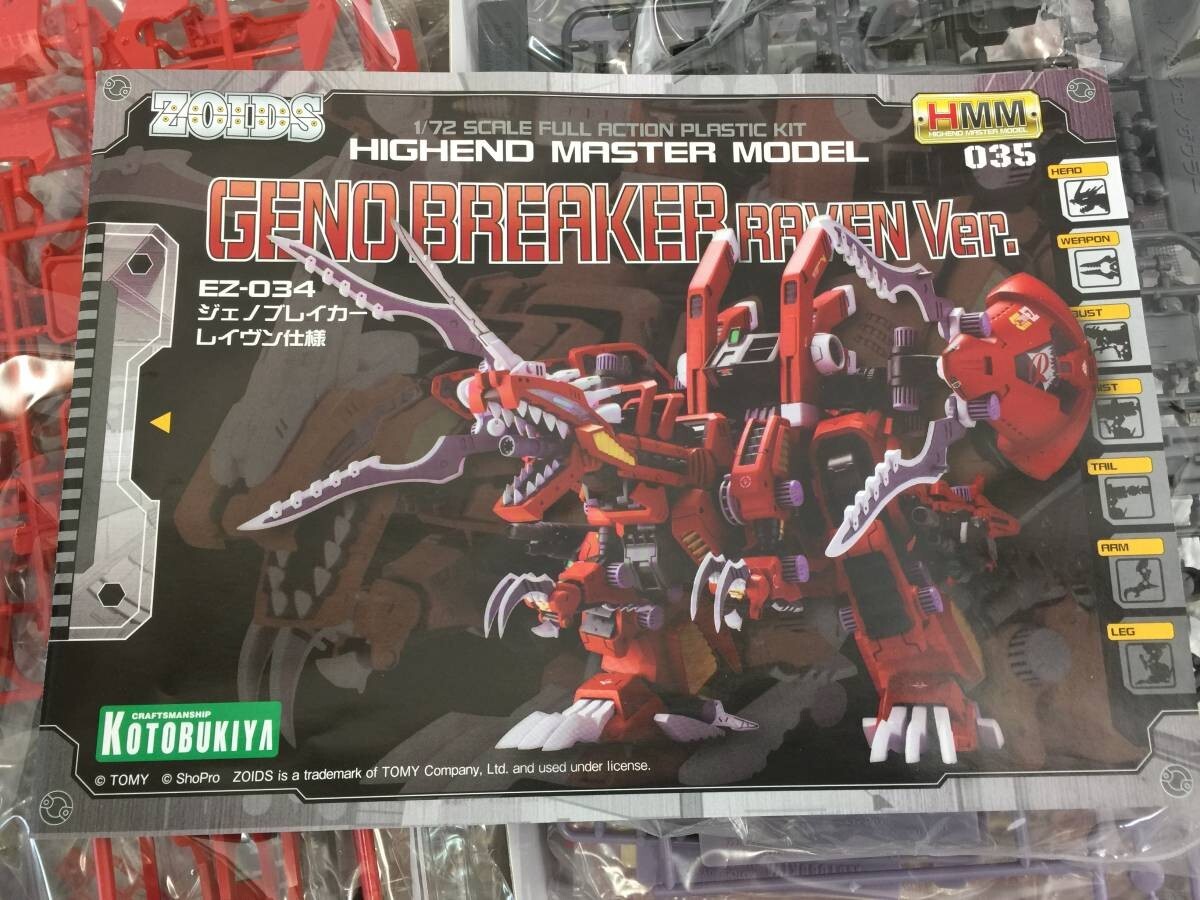 ZOIDS
1/72 SCALE FULL ACTION PLASTIC KIT
HIGHEND MASTER MODEL
HMM
HIGHEND MASTER MODEL
035
GENO BREAKER RAVEN Ver.
EZ-034
ジェノブレイカー
レイヴン仕様
HEAD
WEAPON
BUST
TAIL
ARM
LEG
CRAFTSMANSHIP
KOTOBUKIYA
© TOMY © ShoPro ZOIDS is a trademark of TOMY Company, Ltd. and used under license.